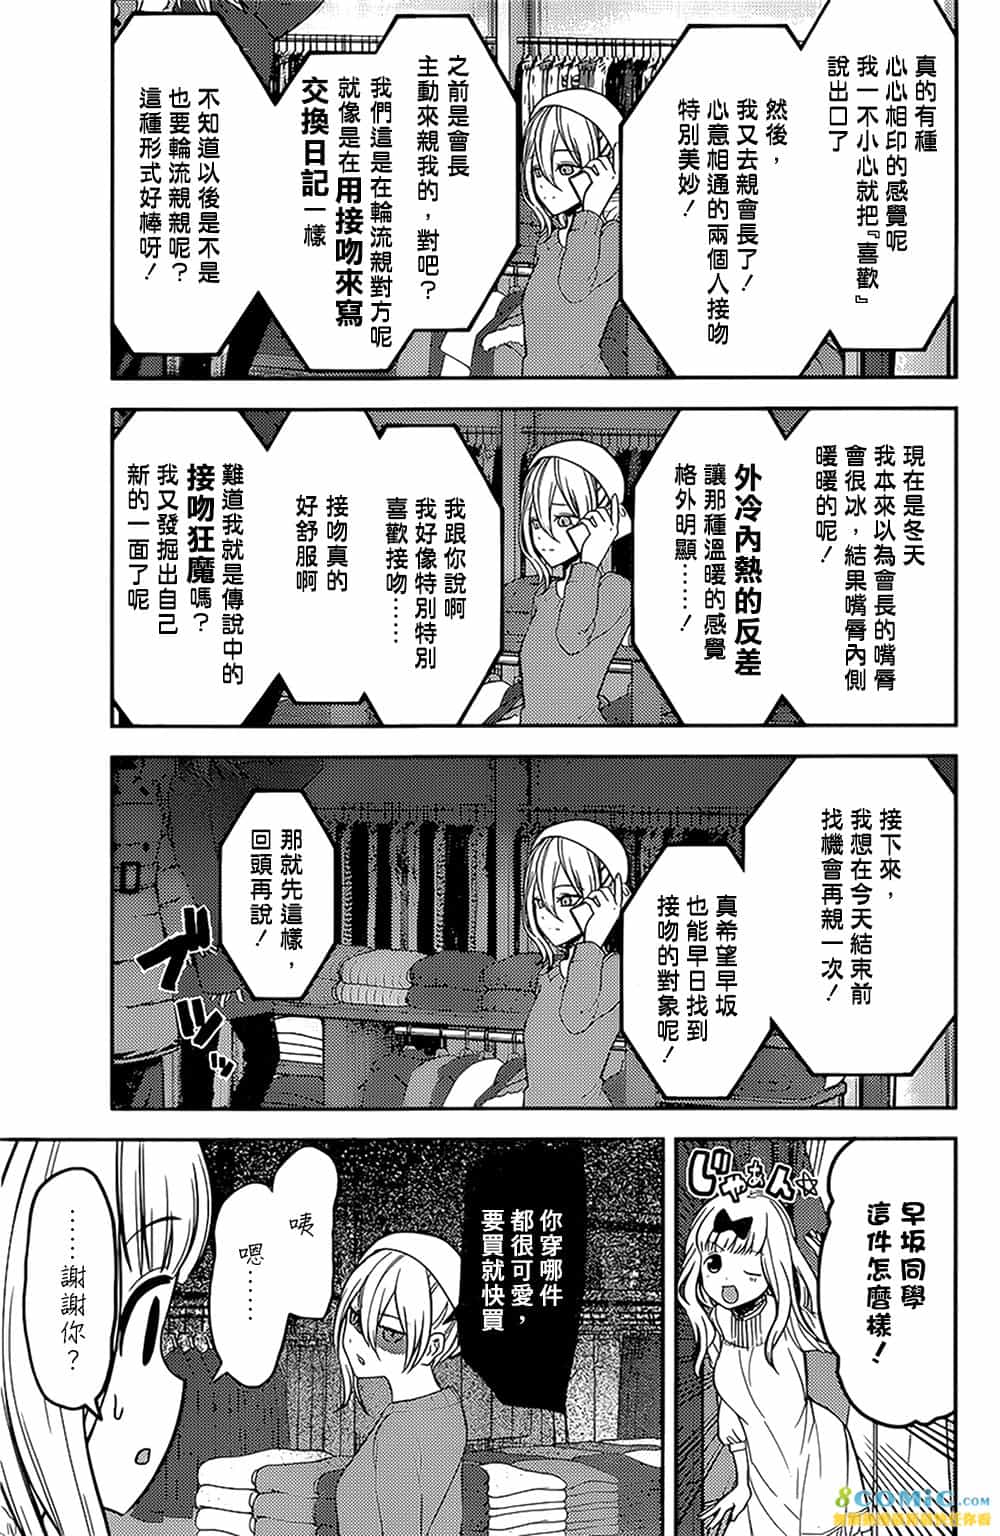 真的有種
心心相印的感覺呢
我一不小心就把『喜歡』
說出口了
然後，
我又去親會長了！
心意相通的兩個人接吻
特別美妙！
之前是會長
主動來親我的，對吧？
我們這是在輪流親對方呢
就像是在用接吻來寫
交換日記一樣
不知道以後是不是
也要輪流親親呢？
這種形式好棒呀！
現在是冬天
我本來以為會長的嘴唇
會很冰，結果嘴唇內側
暖暖的呢！
外冷內熱的反差
讓那種溫暖的感覺
格外明顯……！
我跟你說啊
我好像特別特別
喜歡接吻……
接吻真的
好舒服啊
難道我就是傳說中的
接吻狂魔嗎？
我又發掘出自己
新的一面了呢
接下來，
我想在今天結束前
找機會再親一次！
真希望早坂
也能早日找到
接吻的對象呢！
那就先這樣，
回頭再說！
じゃあーん☆
早坂同學
這件怎麼樣！
你穿哪件
都很可愛，
要買就快買
咦
嗯……
……謝謝你？
8COMiC.com